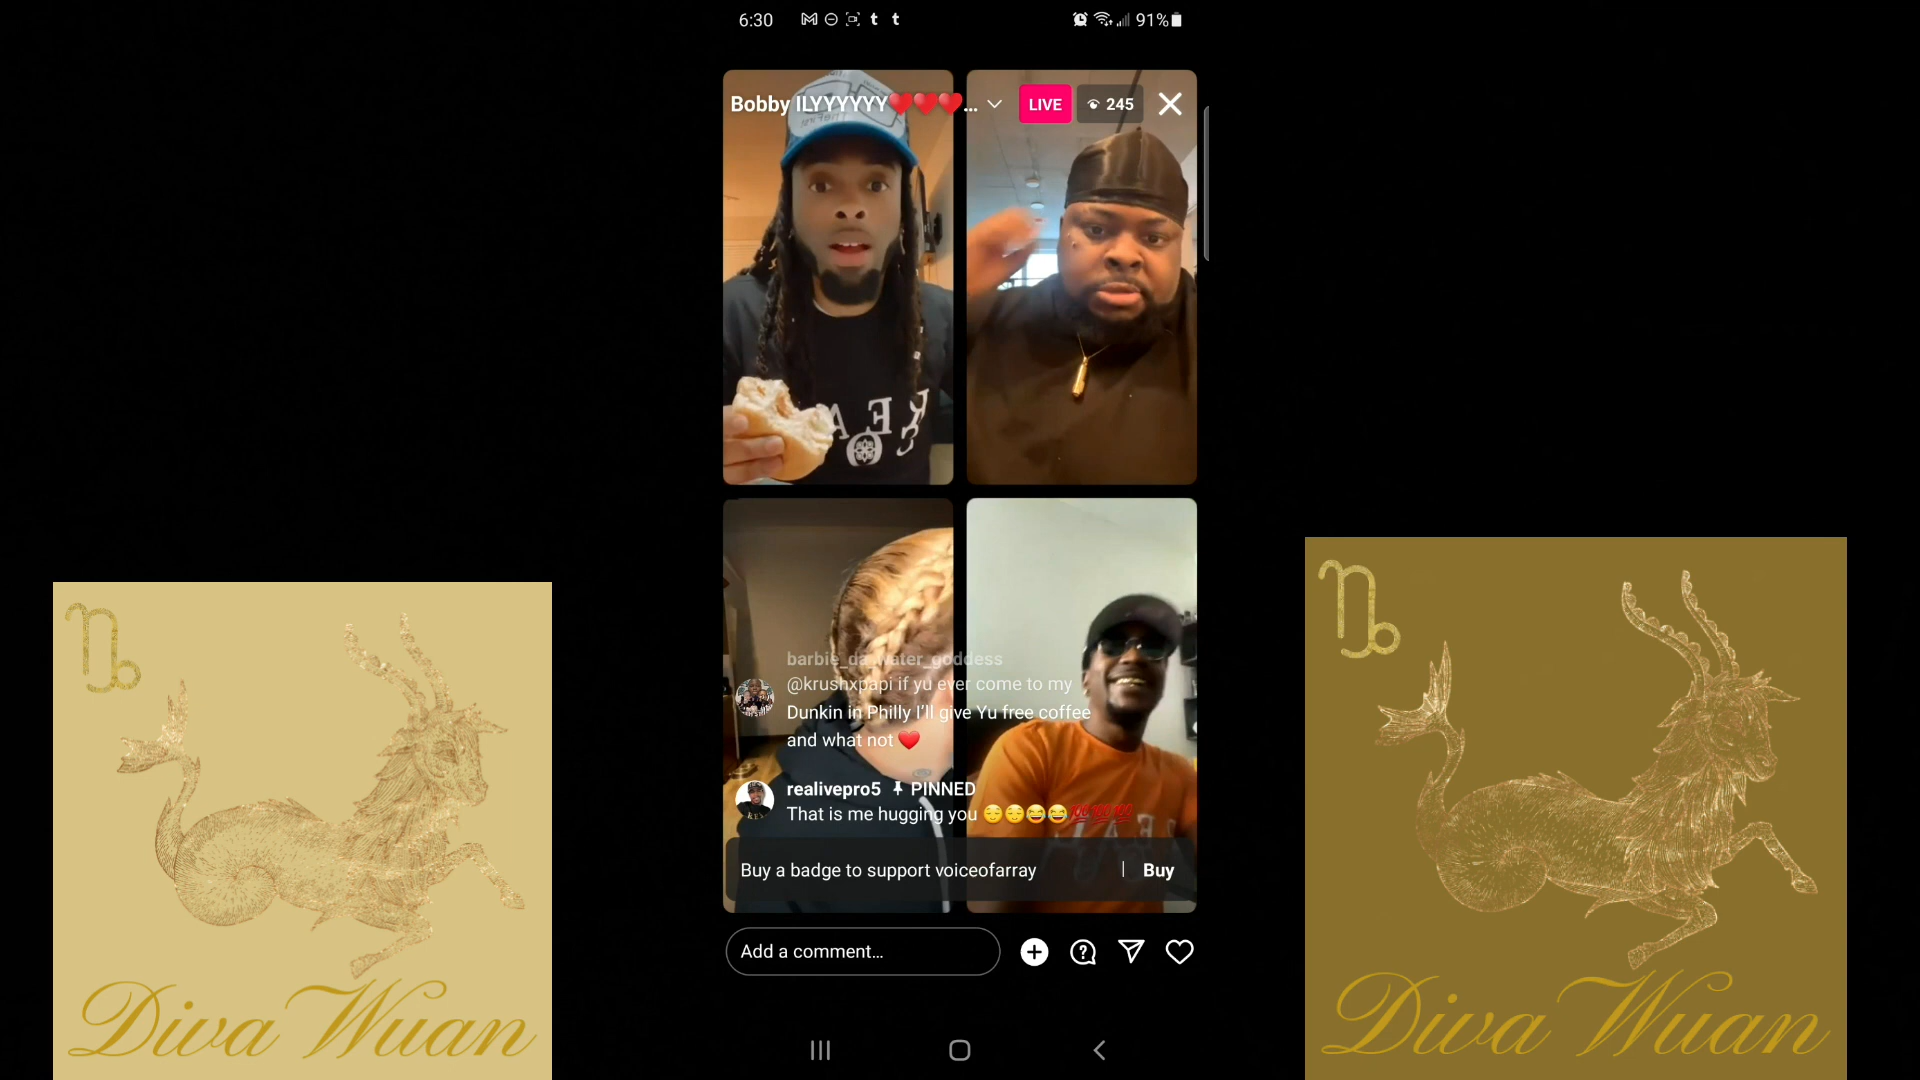 6:30
91%
Bobby ILYYYYYY❤️❤️❤️...
LIVE
245
barbie_da_water_goddess
@krushxpapi if yu ever come to my
Dunkin in Philly I'll give Yu free coffee
and what not ❤️
realivepro5 📌 PINNED
That is me hugging you 😌😌😂😂💯💯💯
Buy a badge to support voiceofarray | Buy
Add a comment...
Diva Wuan
Diva Wuan